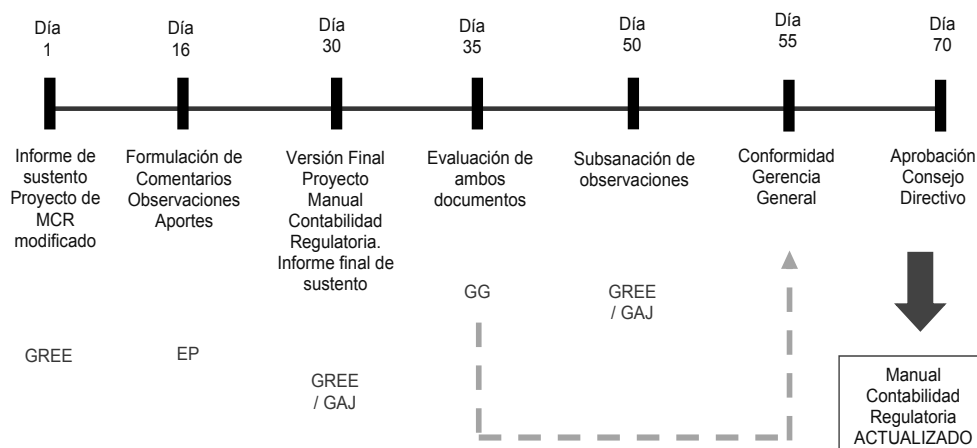 Día
1
Día
16
Día
30
Día
35
Día
50
Día
55
Día
70
Informe de
sustento
Proyecto de
MCR
modificado
Formulación de
Comentarios
Observaciones
Aportes
Versión Final
Proyecto
Manual
Contabilidad
Regulatoria.
Informe final de
sustento
Evaluación de
ambos
documentos
Subsanación de
observaciones
Conformidad
Gerencia
General
Aprobación
Consejo
Directivo
GREE
EP
GREE
/ GAJ
GG
GREE
/ GAJ
Manual
Contabilidad
Regulatoria
ACTUALIZADO